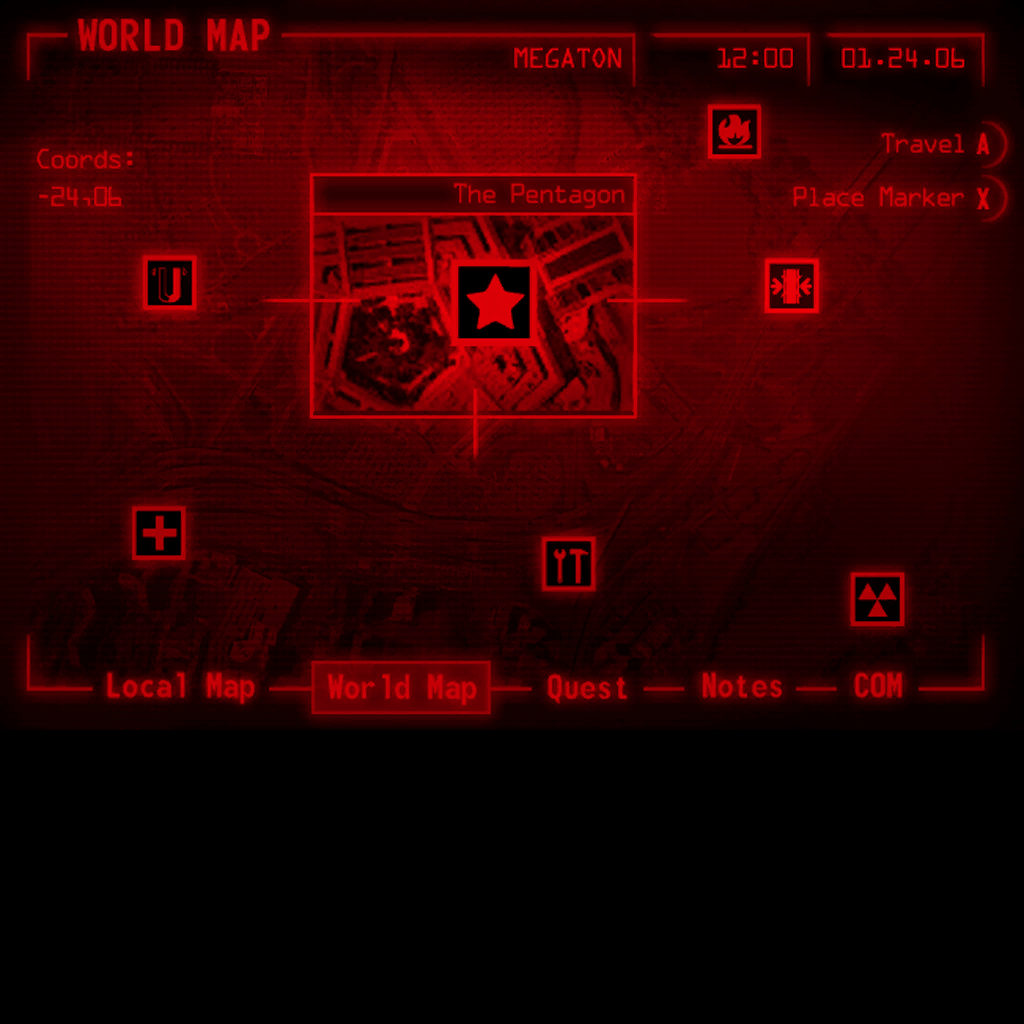 WORLD MAP
MEGATON
12:00
01.24.06
Coords:
-24,06
Travel A
Place Marker X
The Pentagon
Local Map
World Map
Quest
Notes
COM